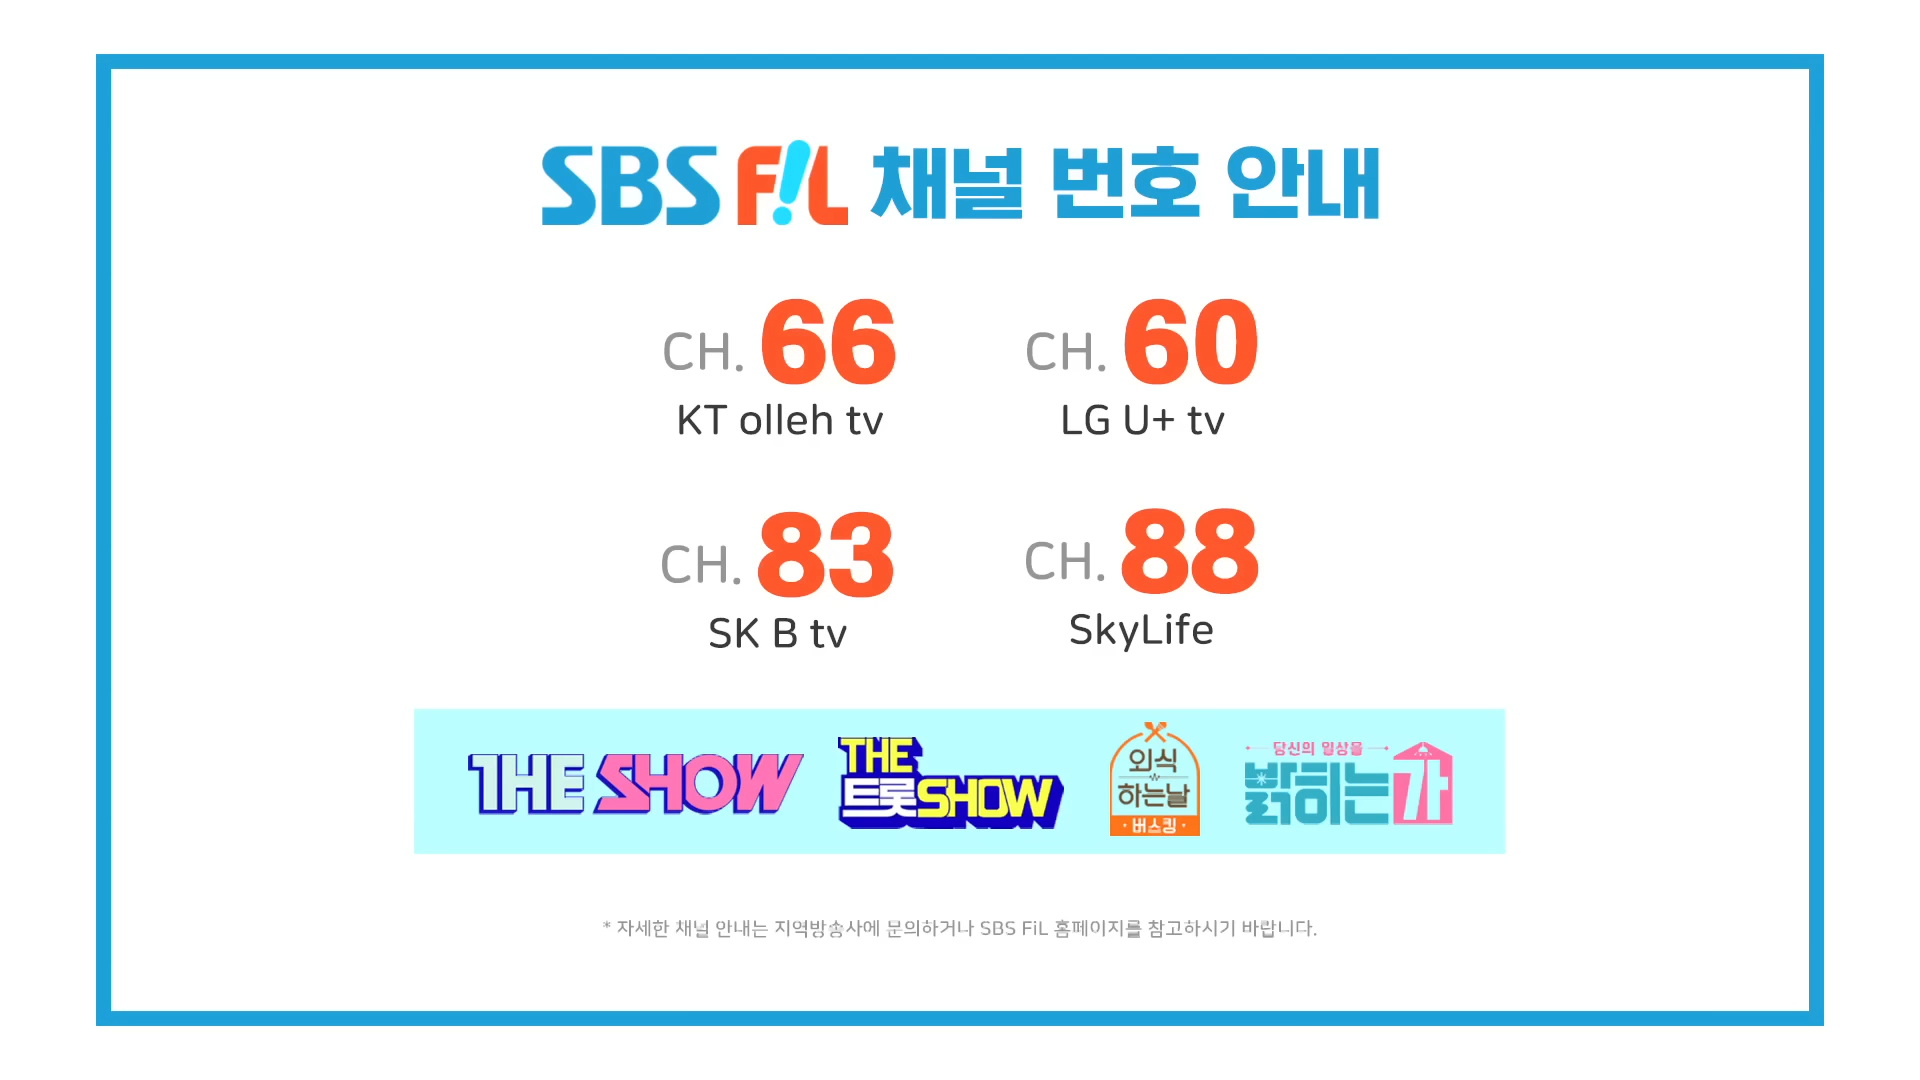 SBS F!L 채널 번호 안내
CH. 66
KT olleh tv
CH. 60
LG U+ tv
CH. 83
SK B tv
CH. 88
SkyLife
THE SHOW
THE
트롯SHOW
외식
하는날
·버스킹·
당신의 일상을
밝히는가
* 자세한 채널 안내는 지역방송사에 문의하거나 SBS FiL 홈페이지를 참고하시기 바랍니다.